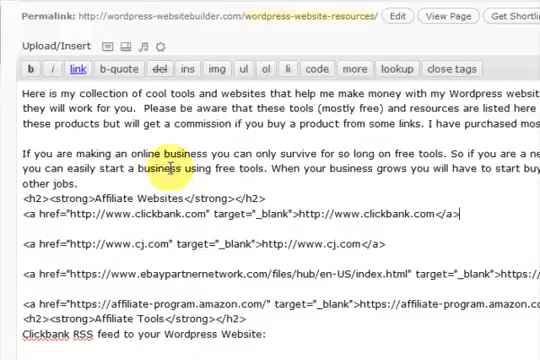 Permalink: http://wordpress-websitebuilder.com/wordpress-website-resources/ Edit View Page Get Shortli
Upload/Insert
b i link b-quote del ins img ul ol li code more lookup close tags
Here is my collection of cool tools and websites that help me make money with my Wordpress websit
they will work for you. Please be aware that these tools (mostly free) and resources are listed here
these products but will get a commission if you buy a product from some links. I have purchased mos
If you are making an online business you can only survive for so long on free tools. So if you are a ne
you can easily start a business using free tools. When your business grows you will have to start buy
other jobs.
<h2><strong>Affiliate Websites</strong></h2>
<a href="http://www.clickbank.com" target="_blank">http://www.clickbank.com</a>
<a href="http://www.cj.com" target="_blank">http://www.cj.com</a>
<a href="https://www.ebaypartnernetwork.com/files/hub/en-US/index.html" target="_blank">https://
<a href="https://affiliate-program.amazon.com/" target="_blank">https://affiliate-program.amazon.co
<h2><strong>Affiliate Tools</strong></h2>
Clickbank RSS feed to your Wordpress Website: